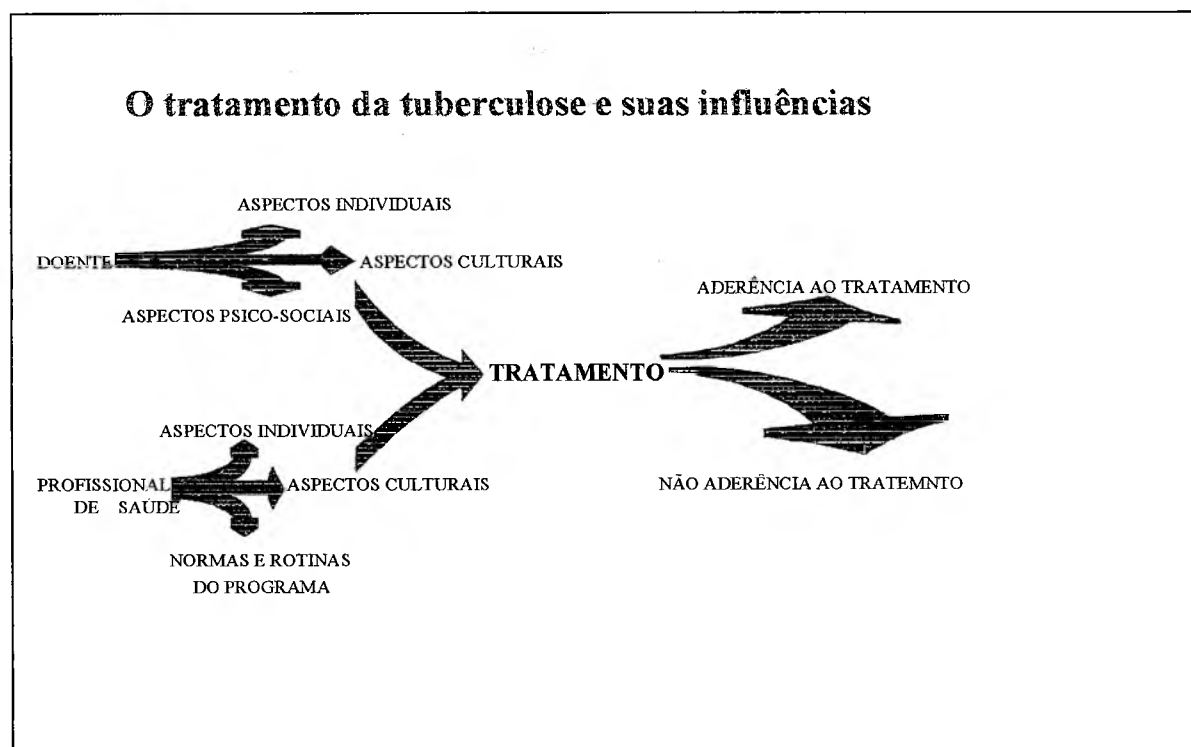 O tratamento da tuberculose e suas influências
ASPECTOS INDIVIDUAIS
DOENTE
ASPECTOS CULTURAIS
ASPECTOS PSICO-SOCIAIS
ADERÊNCIA AO TRATAMENTO
TRATAMENTO
ASPECTOS INDIVIDUAIS
PROFISSIONAL
DE SAÚDE
ASPECTOS CULTURAIS
NÃO ADERÊNCIA AO TRATEMNTO
NORMAS E ROTINAS
DO PROGRAMA